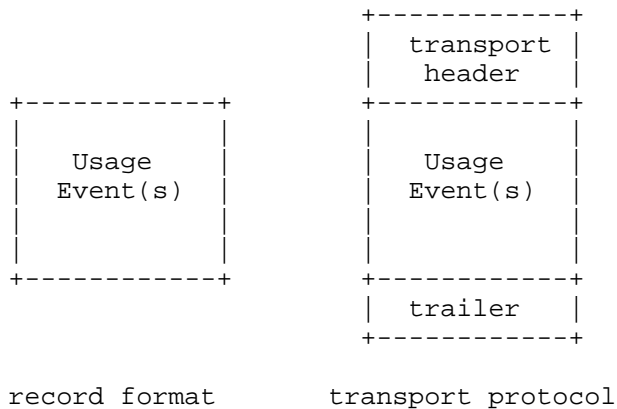 transport
header
Usage Usage
Event(s) Event(s)
trailer
record format transport protocol